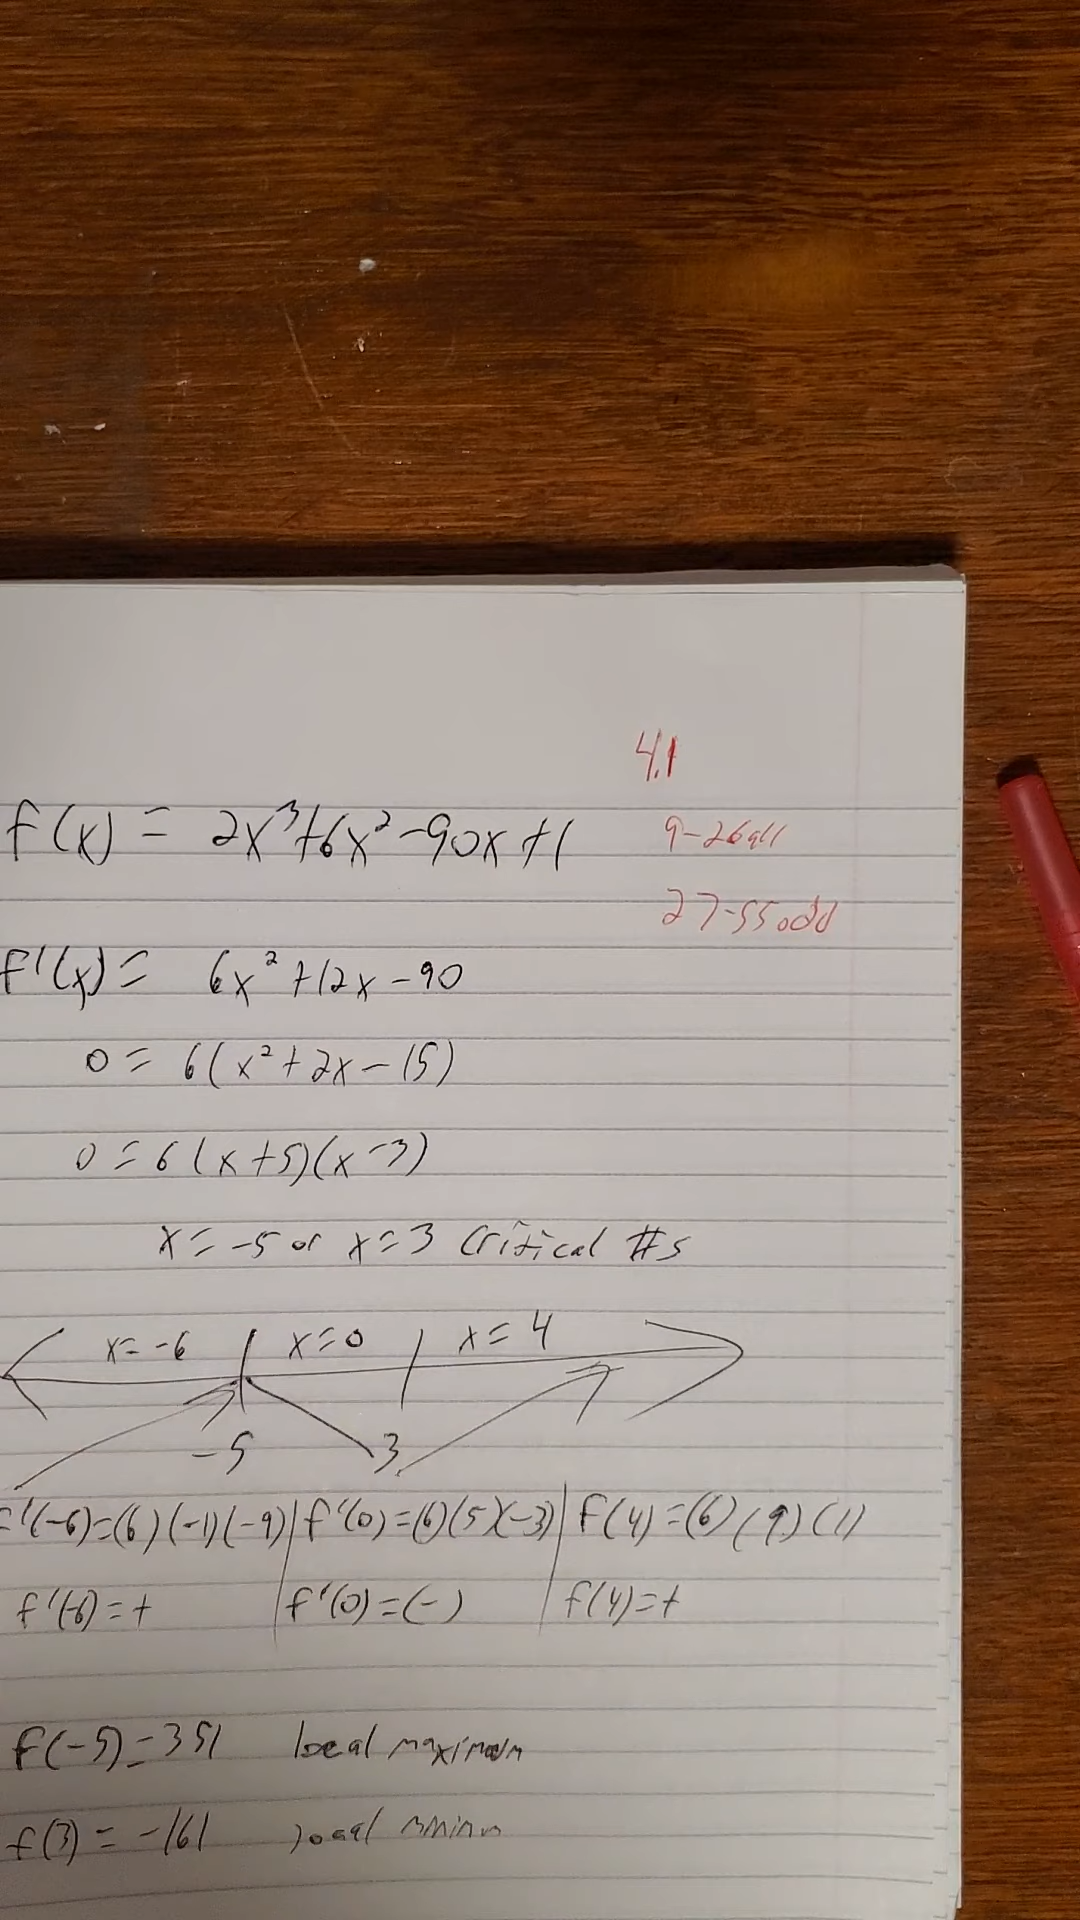 4.1
f(x) = 2x³+6x²-90x+1
9-26all
27-55odd
f'(x) = 6x²+12x-90
0 = 6(x²+2x-15)
0 = 6(x+5)(x-3)
x = -5 or x = 3 Critical #s
x = -6 | x = 0 | x = 4
-5 3
f'(-6) = (6)(-1)(-9) | f'(0) = (6)(5)(-3) | f(4) = (6)(9)(1)
f'(-6) = + | f'(0) = (-) | f(4) = +
f(-5) = 351 local maximum
f(3) = -161 local